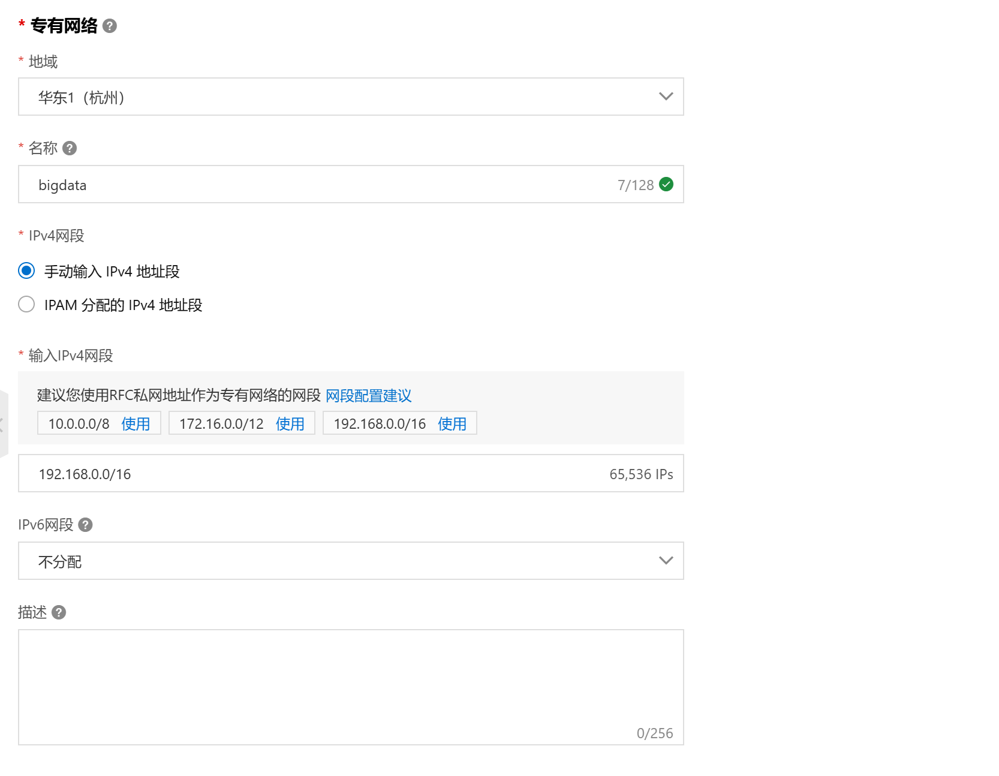 * 专有网络
* 地域
华东1（杭州）
* 名称
bigdata 7/128
* IPv4网段
手动输入 IPv4 地址段
IPAM 分配的 IPv4 地址段
* 输入IPv4网段
建议您使用RFC私网地址作为专有网络的网段 网段配置建议
10.0.0.0/8 使用 172.16.0.0/12 使用 192.168.0.0/16 使用
192.168.0.0/16 65,536 IPs
IPv6网段
不分配
描述
0/256